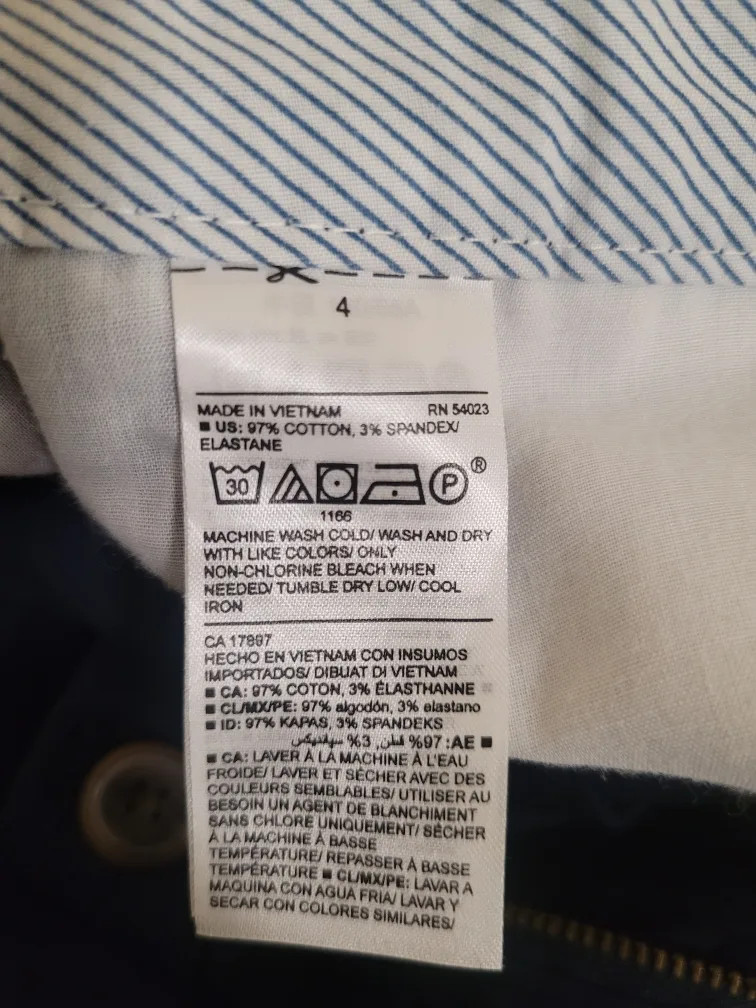 4
MADE IN VIETNAM RN 54023
■ US: 97% COTTON, 3% SPANDEX/
ELASTANE
30 P ®
1166
MACHINE WASH COLD/ WASH AND DRY
WITH LIKE COLORS/ ONLY
NON-CHLORINE BLEACH WHEN
NEEDED/ TUMBLE DRY LOW/ COOL
IRON
CA 17897
HECHO EN VIETNAM CON INSUMOS
IMPORTADOS/ DIBUAT DI VIETNAM
■ CA: 97% COTON, 3% ÉLASTHANNE
■ CL/MX/PE: 97% algodón, 3% elastano
■ ID: 97% KAPAS, 3% SPANDEKS
■ AE: 97% قطن, 3% سپانديكس
■ CA: LAVER À LA MACHINE À L'EAU
FROIDE/ LAVER ET SÉCHER AVEC DES
COULEURS SEMBLABLES/ UTILISER AU
BESOIN UN AGENT DE BLANCHIMENT
SANS CHLORE UNIQUEMENT/ SÉCHER
À LA MACHINE À BASSE
TEMPÉRATURE/ REPASSER À BASSE
TEMPÉRATURE ■ CL/MX/PE: LAVAR A
MAQUINA CON AGUA FRIA/ LAVAR Y
SECAR CON COLORES SIMILARES/